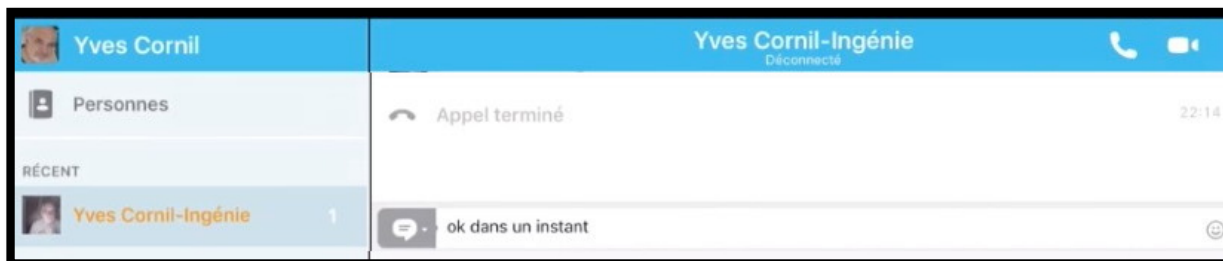 Yves Cornil
Personnes
RÉCENT
Yves Cornil-Ingénie 1
Yves Cornil-Ingénie
Déconnecté
Appel terminé 22:14
ok dans un instant